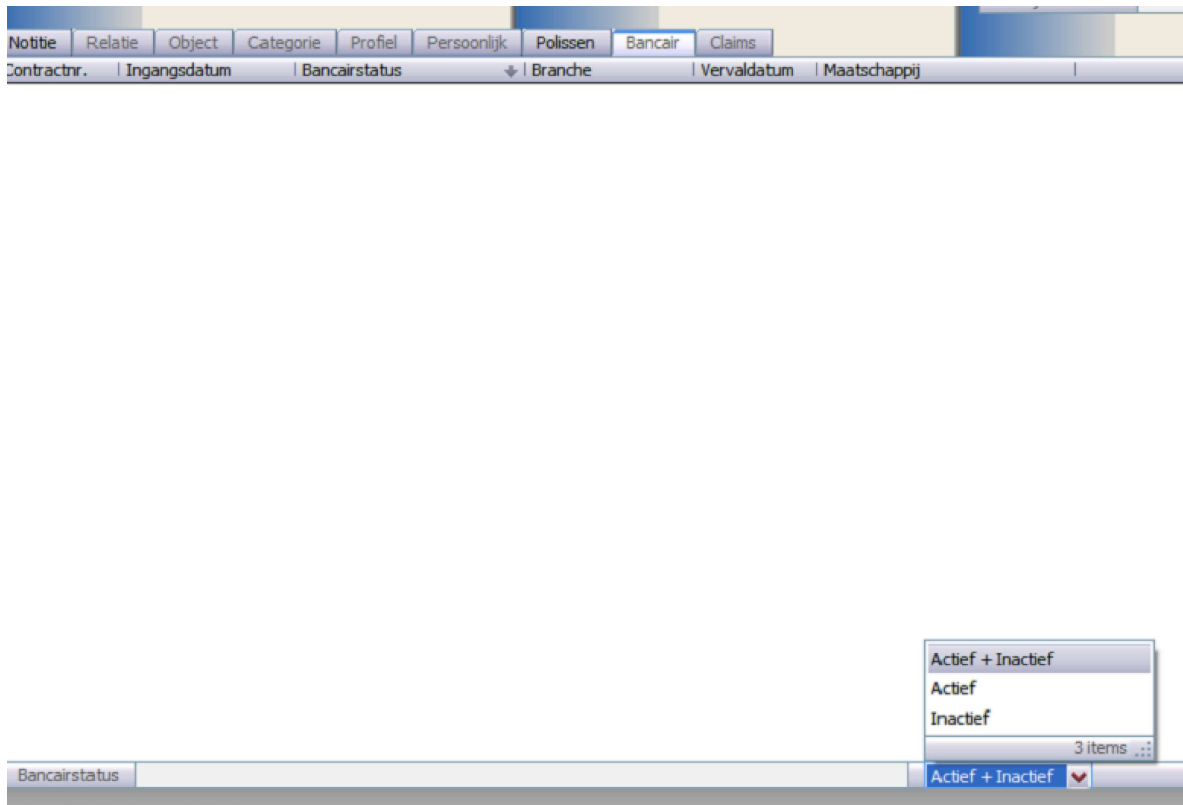 Notitie Relatie Object Categorie Profiel Persoonlijk Polissen Bancair Claims
Contractnr. Ingangsdatum Bancairstatus Branche Vervaldatum Maatschappij
Actief + Inactief
Actief
Inactief
3 items
Bancairstatus Actief + Inactief